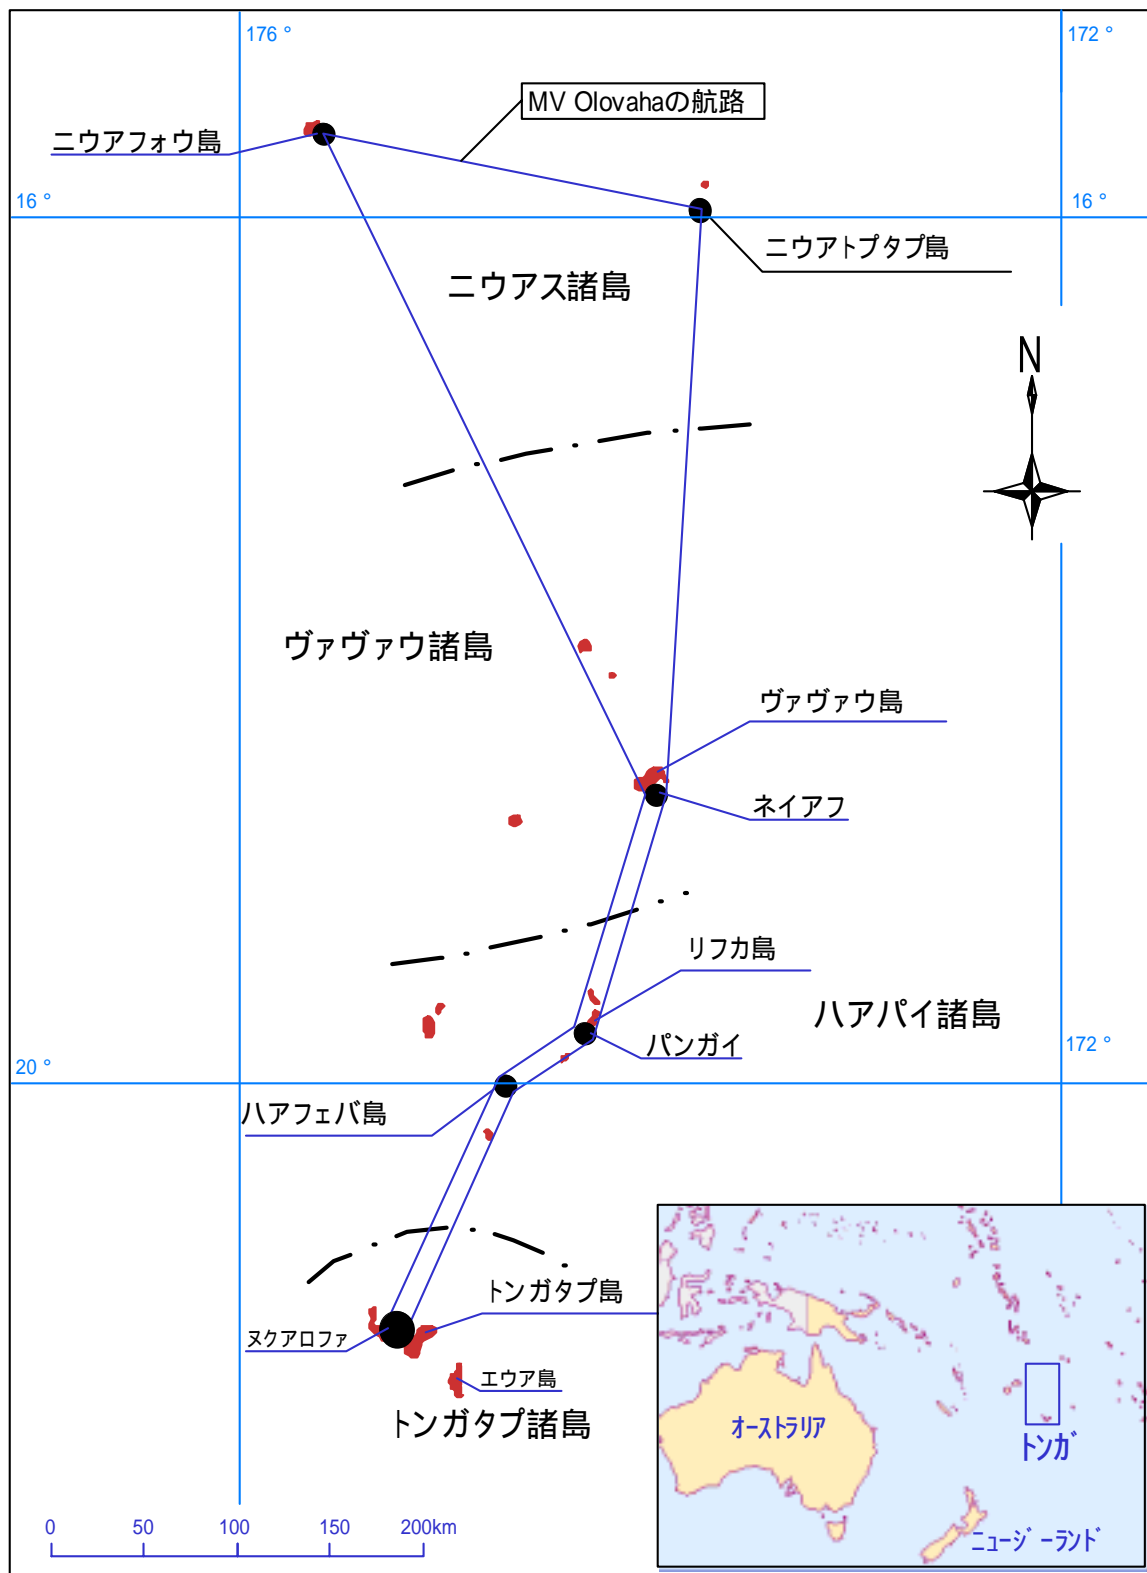 176 °
172 °
MV Olovahaの航路
ニウアフォウ島
16 °
16 °
ニウアトプタプ島
ニウアス諸島
N
ヴァヴァウ諸島
ヴァヴァウ島
ネイアフ
リフカ島
ハアパイ諸島
パンガイ
172 °
20 °
ハアフェバ島
トンガタプ島
ヌクアロファ
エウア島
トンガタプ諸島
オーストラリア
トンガ
ニュージーランド
0 50 100 150 200km